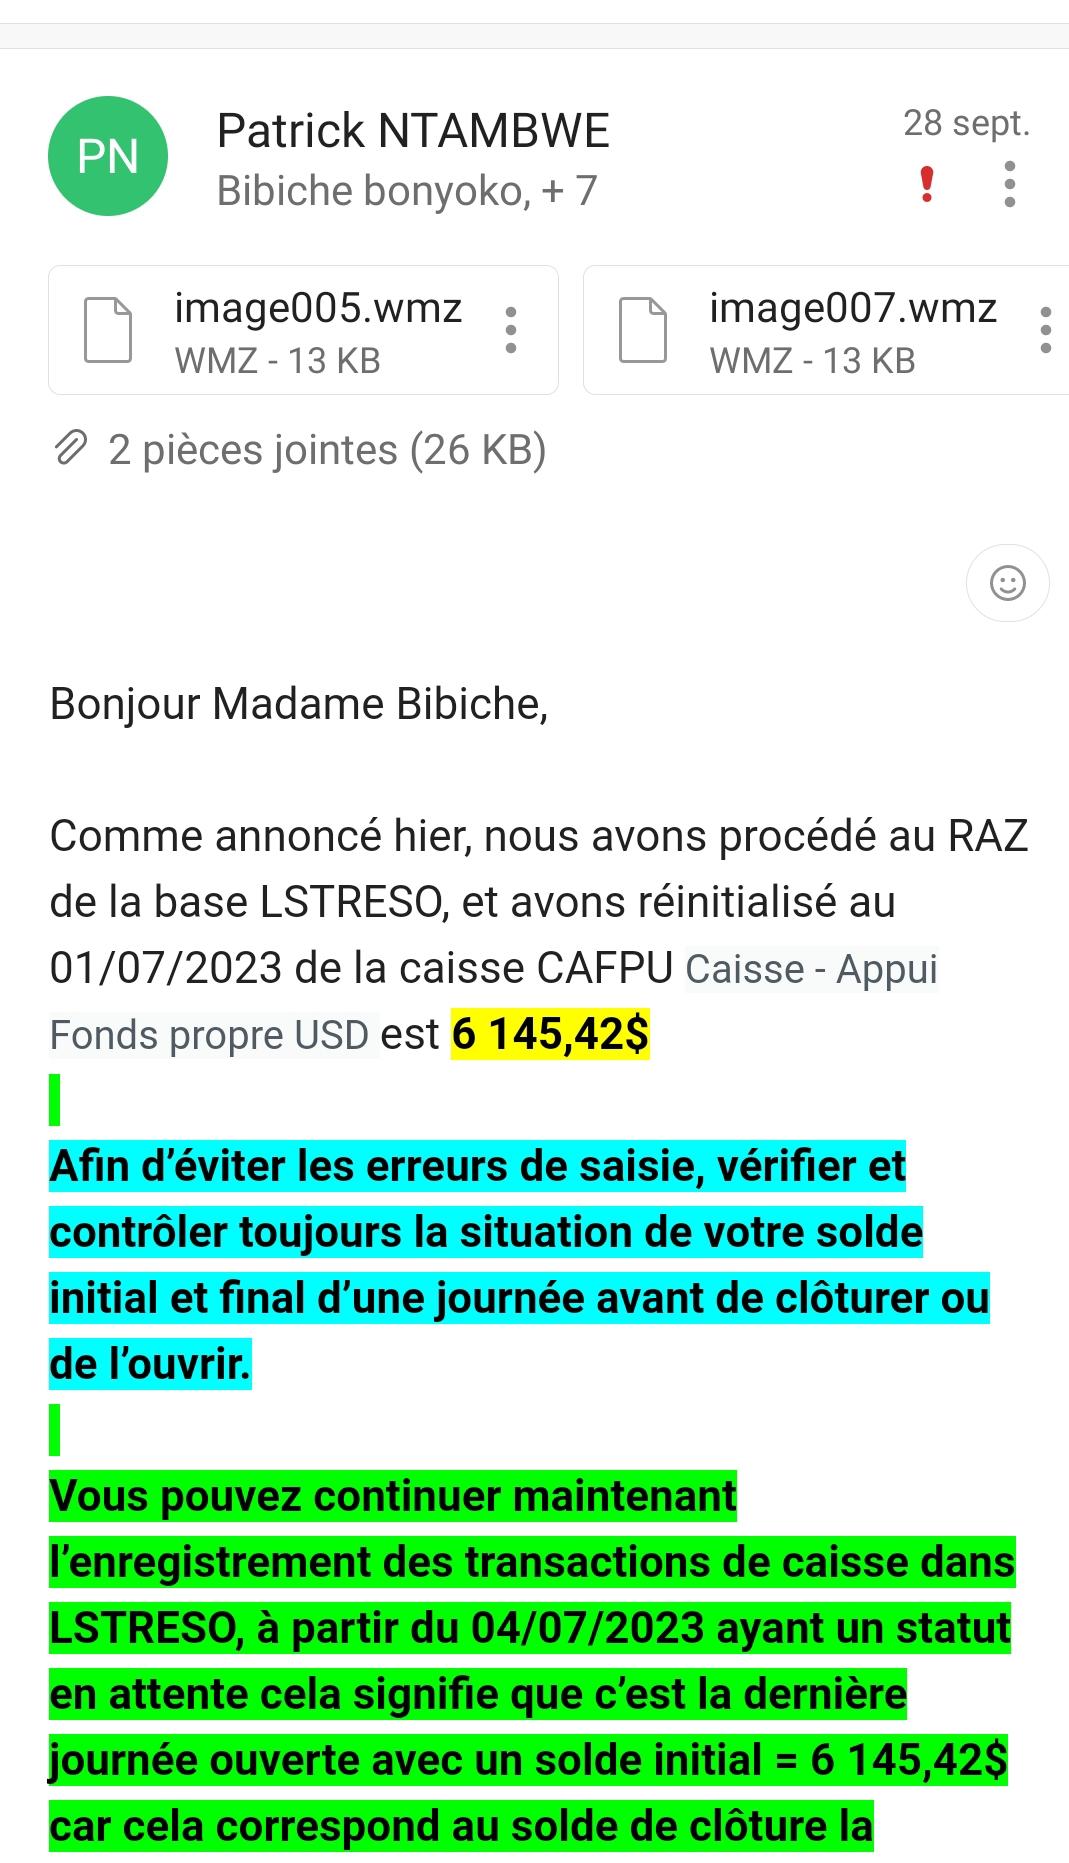 PN
Patrick NTAMBWE
28 sept.
Bibiche bonyoko, + 7
image005.wmz
WMZ - 13 KB
image007.wmz
WMZ - 13 KB
2 pièces jointes (26 KB)
Bonjour Madame Bibiche,
Comme annoncé hier, nous avons procédé au RAZ
de la base LSTRESO, et avons réinitialisé au
01/07/2023 de la caisse CAFPU Caisse - Appui
Fonds propre USD est 6 145,42$
Afin d’éviter les erreurs de saisie, vérifier et
contrôler toujours la situation de votre solde
initial et final d’une journée avant de clôturer ou
de l’ouvrir.
Vous pouvez continuer maintenant
l’enregistrement des transactions de caisse dans
LSTRESO, à partir du 04/07/2023 ayant un statut
en attente cela signifie que c’est la dernière
journée ouverte avec un solde initial = 6 145,42$
car cela correspond au solde de clôture la